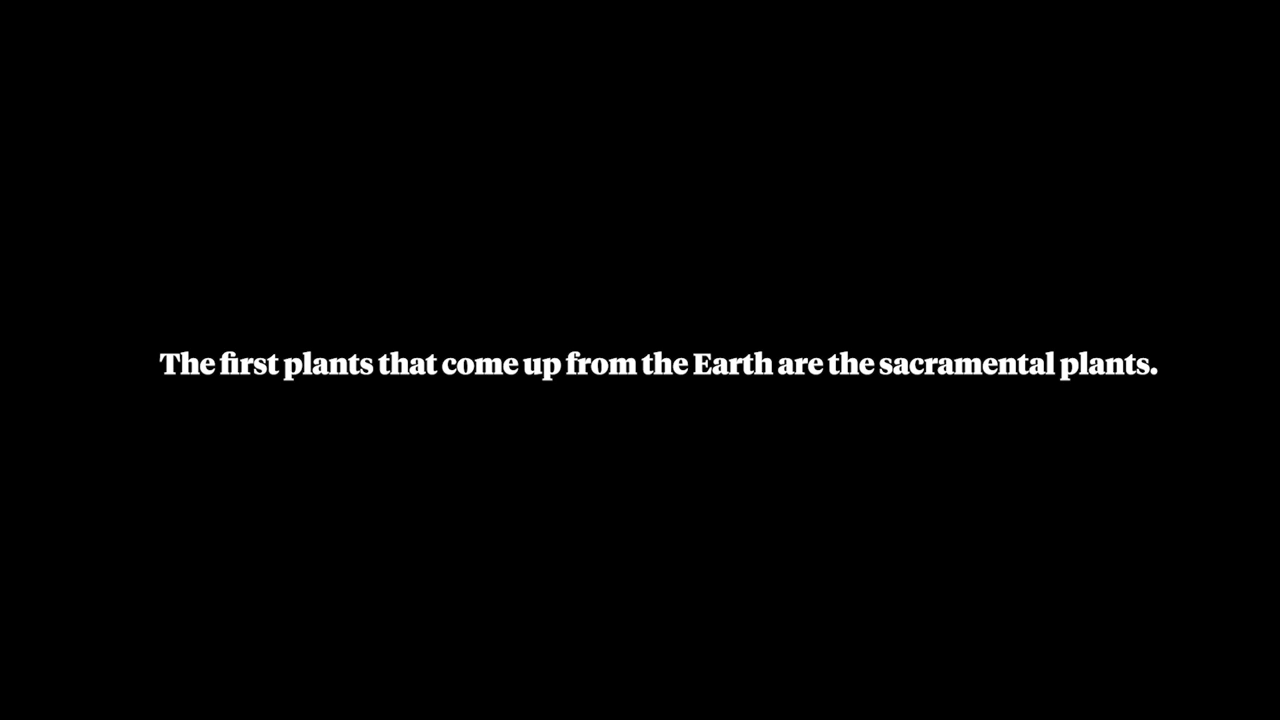 The first plants that come up from the Earth are the sacramental plants.